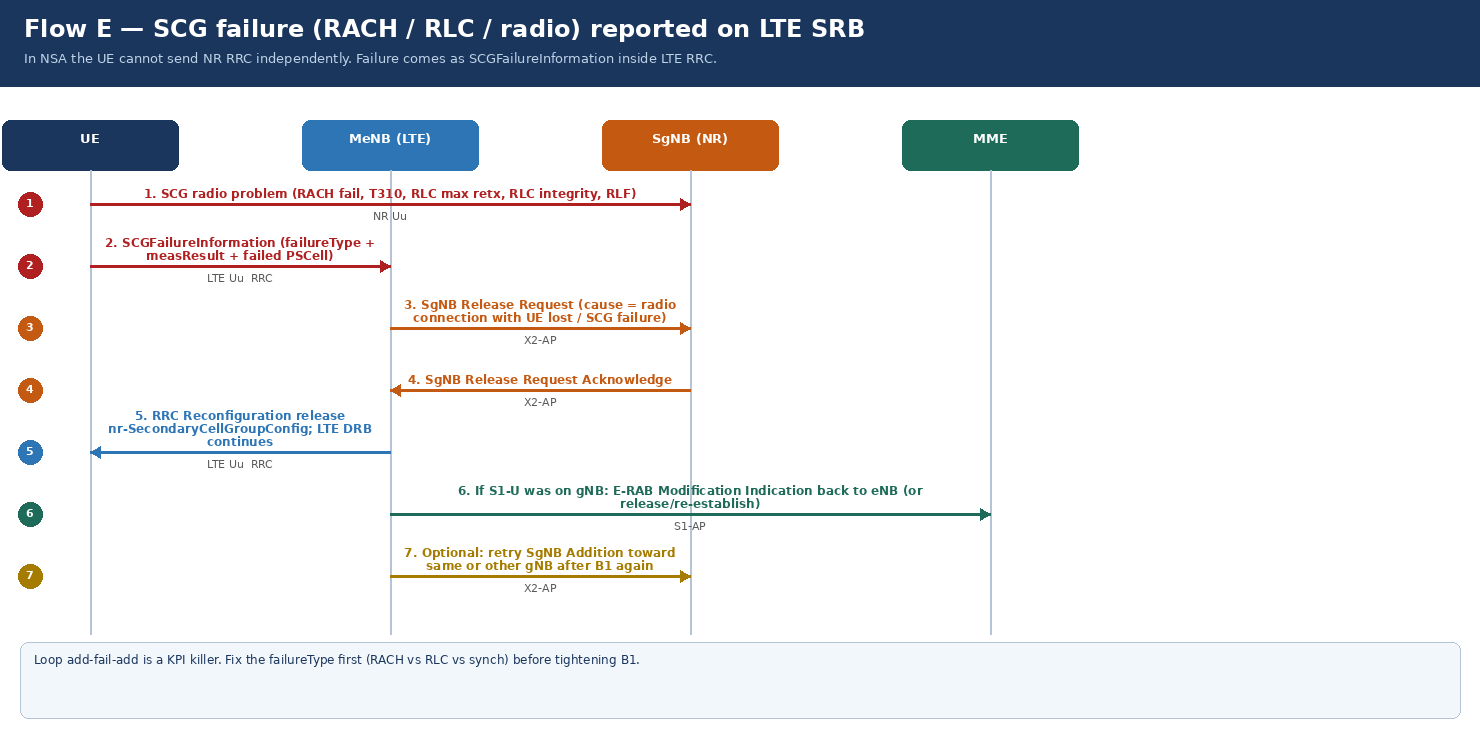 Flow E — SCG failure (RACH / RLC / radio) reported on LTE SRB
In NSA the UE cannot send NR RRC independently. Failure comes as SCGFailureInformation inside LTE RRC.
UE
MeNB (LTE)
SgNB (NR)
MME
1
1. SCG radio problem (RACH fail, T310, RLC max retx, RLC integrity, RLF)
NR Uu
2
2. SCGFailureInformation (failureType +
measResult + failed PSCell)
LTE Uu  RRC
3
3. SgNB Release Request (cause = radio
connection with UE lost / SCG failure)
X2-AP
4
4. SgNB Release Request Acknowledge
X2-AP
5
5. RRC Reconfiguration release
nr-SecondaryCellGroupConfig; LTE DRB
continues
LTE Uu  RRC
6
6. If S1-U was on gNB: E-RAB Modification Indication back to eNB (or
release/re-establish)
S1-AP
7
7. Optional: retry SgNB Addition toward
same or other gNB after B1 again
X2-AP
Loop add-fail-add is a KPI killer. Fix the failureType first (RACH vs RLC vs synch) before tightening B1.